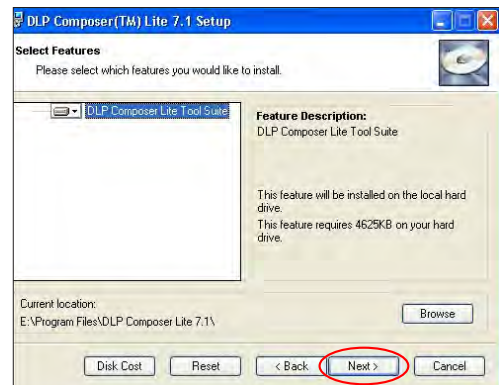 DLP Composer(TM) Lite 7.1 Setup
Select Features
Please select which features you would like to install.
DLP Composer Lite Tool Suite
Feature Description:
DLP Composer Lite Tool Suite
This feature will be installed on the local hard
drive.
This feature requires 4625KB on your hard
drive.
Current location:
E:\Program Files\DLP Composer Lite 7.1\
Browse
Disk Cost
Reset
< Back
Next >
Cancel